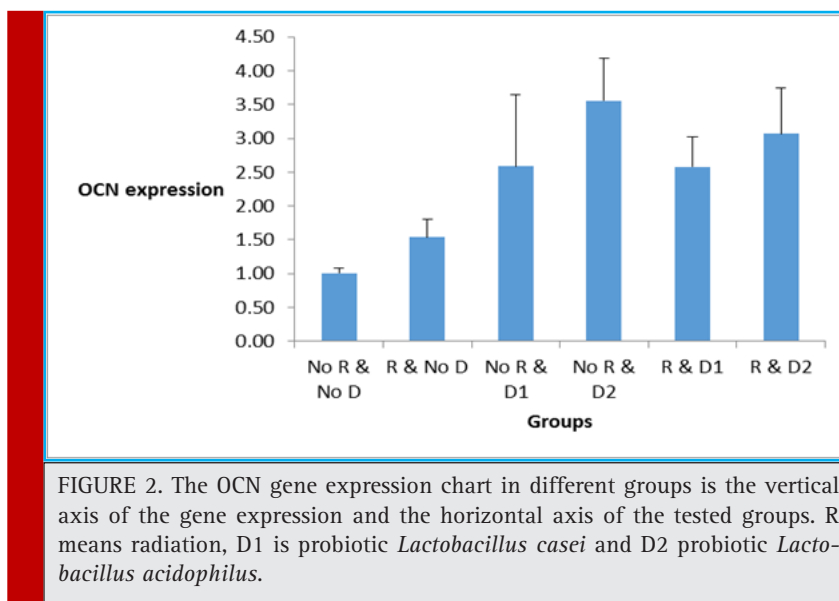 4.50
4.00
3.50
3.00
2.50
2.00
1.50
1.00
0.50
0.00
OCN expression
No R & R & No D No R & No R & R & D1 R & D2
No D D1 D2
Groups
FIGURE 2. The OCN gene expression chart in different groups is the vertical
axis of the gene expression and the horizontal axis of the tested groups. R
means radiation, D1 is probiotic Lactobacillus casei and D2 probiotic Lacto-
bacillus acidophilus.